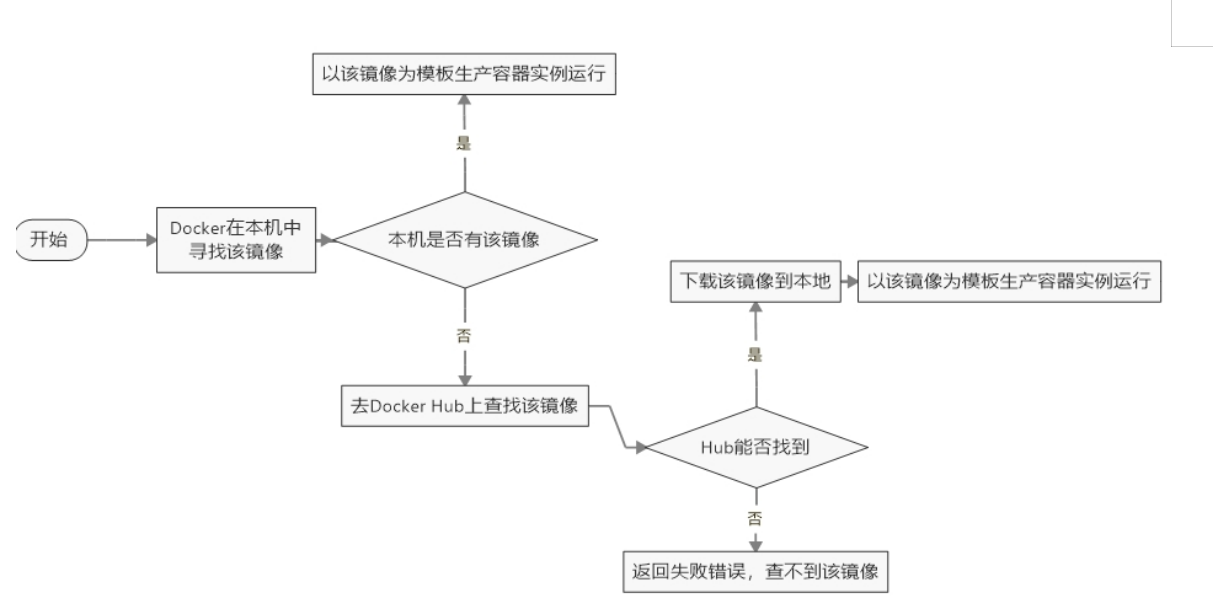 以该镜像为模板生产容器实例运行
是
开始
Docker在本机中
寻找该镜像
本机是否有该镜像
否
去Docker Hub上查找该镜像
下载该镜像到本地
以该镜像为模板生产容器实例运行
是
Hub能否找到
否
返回失败错误，查不到该镜像